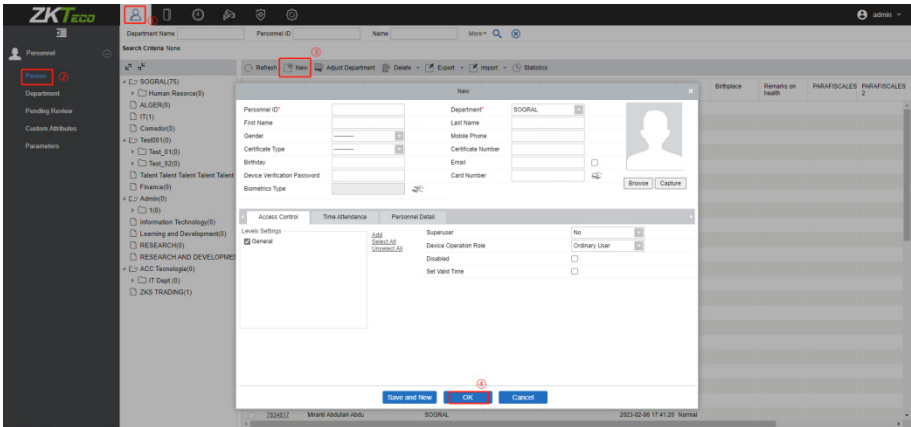 ZKTECO
①
admin
Department Name Personnel ID Name More
Search Criteria None
Personnel
③
Refresh New Adjust Department Delete Export Import Statistics
Person ②
Department
Pending Review
Custom Attributes
Parameters
SOGRAL(75)
Human Resorce(0)
ALGER(0)
IT(1)
Comedor(0)
Test001(0)
Test_01(0)
Test_02(0)
Talent Talent Talent Talent Talent
Finance(0)
Admin(0)
1(8)
Information Technology(0)
Learning and Development(0)
RESEARCH(0)
RESEARCH AND DEVELOPME
ACC Tecnologia(0)
IT Dept.(0)
ZKS TRADING(1)
Birthplace Remarks on health PARAFISCALES PARAFISCALES 2
New
Personnel ID* Department* SOGRAL
First Name Last Name
Gender --------- Mobile Phone
Certificate Type --------- Certificate Number
Birthday Email
Device Verification Password Card Number
Biometrics Type
Browse Capture
Access Control Time Attendance Personnel Detail
Levels Settings
General
Add
Select All
Unselect All
Superuser No
Device Operation Role Ordinary User
Disabled
Set Valid Time
④
Save and New OK Cancel
7834617 Miranti Abdullah Abdu SOGRAL 2023-02-06 17:41:20 Normal